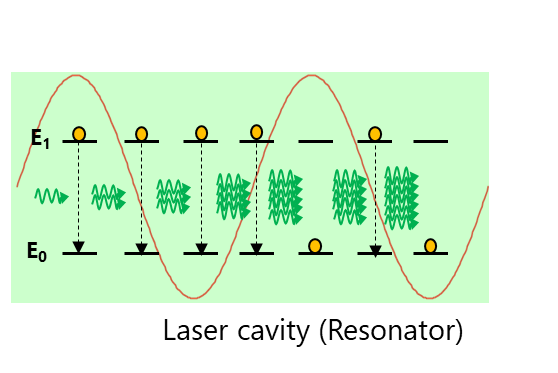 E₁
E₀
Laser cavity (Resonator)